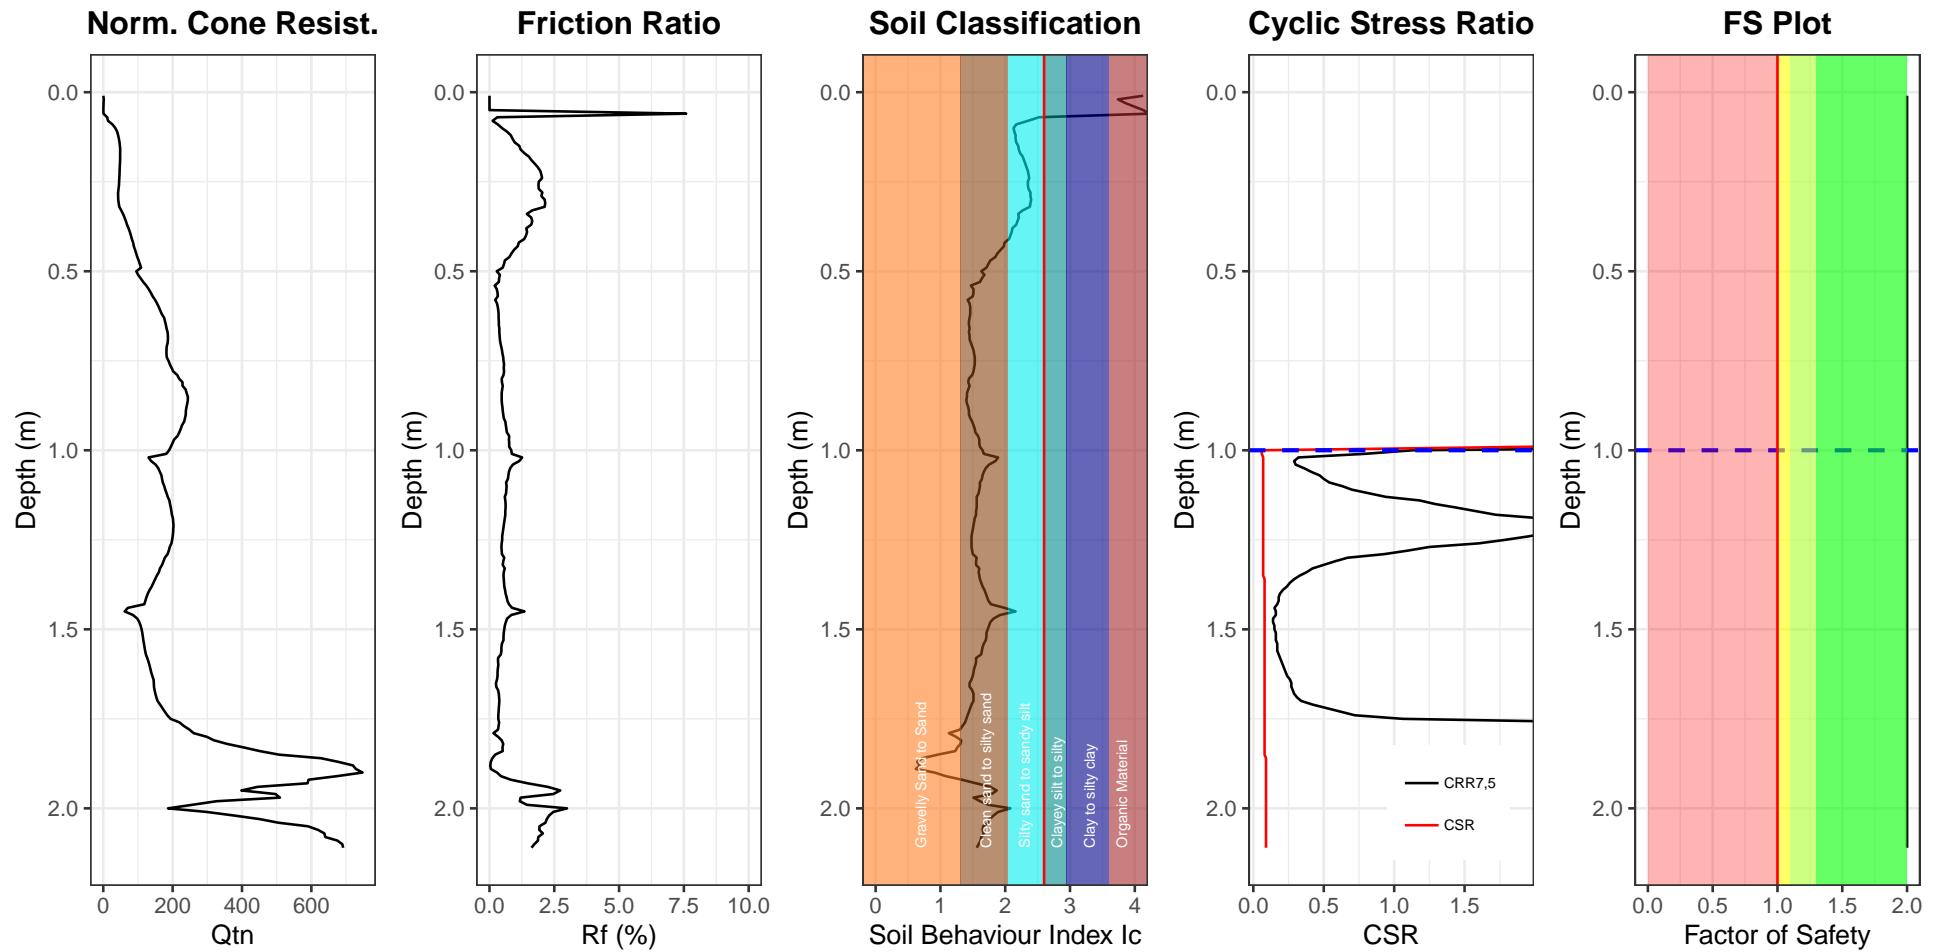 Norm. Cone Resist.
Friction Ratio
Soil Classification
Cyclic Stress Ratio
FS Plot
Depth (m)
0.0
0.5
1.0
1.5
2.0
0
200
400
600
Qtn
Depth (m)
0.0
0.5
1.0
1.5
2.0
0.0
2.5
5.0
7.5
10.0
Rf (%)
Depth (m)
0.0
0.5
1.0
1.5
2.0
Gravelly Sand to Sand
Clean sand to silty sand
Silty sand to sandy silt
Clayey silt to silty
Clay to silty clay
Organic Material
0
1
2
3
4
Soil Behaviour Index Ic
Depth (m)
0.0
0.5
1.0
1.5
2.0
CRR7,5
CSR
0.0
0.5
1.0
1.5
CSR
Depth (m)
0.0
0.5
1.0
1.5
2.0
0.0
0.5
1.0
1.5
2.0
Factor of Safety